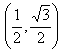 (1/2, √3/2)